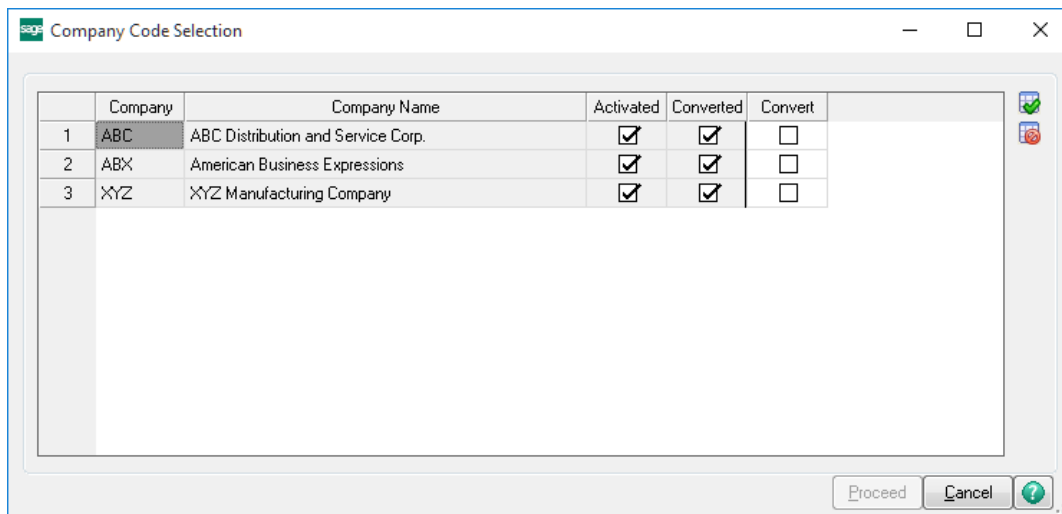 sage Company Code Selection
Company Company Name Activated Converted Convert
1 ABC ABC Distribution and Service Corp.
2 ABX American Business Expressions
3 XYZ XYZ Manufacturing Company
Proceed Cancel ?